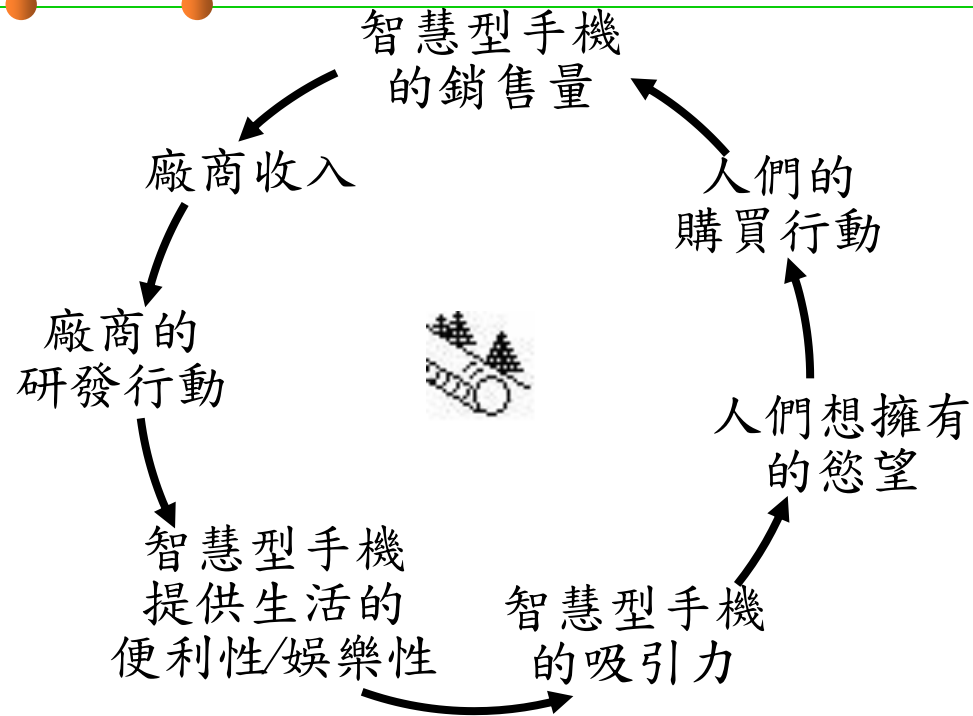 智慧型手機
的銷售量
廠商收入
廠商的
研發行動
智慧型手機
提供生活的
便利性/娛樂性
智慧型手機
的吸引力
人們想擁有
的慾望
人們的
購買行動